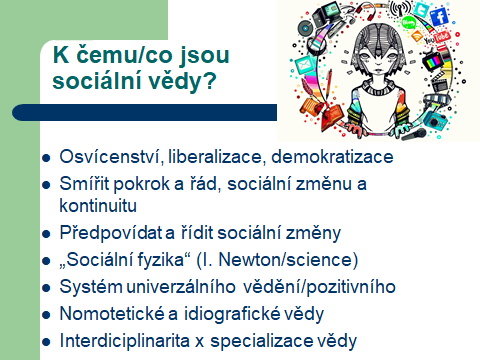 K čemu/co jsou
sociální vědy?
Osvícenství, liberalizace, demokratizace
Smířit pokrok a řád, sociální změnu a
kontinuitu
Předpovídat a řídit sociální změny
„Sociální fyzika“ (I. Newton/science)
Systém univerzálního vědění/pozitivního
Nomotetické a idiografické vědy
Interdiciplinarita x specializace vědy